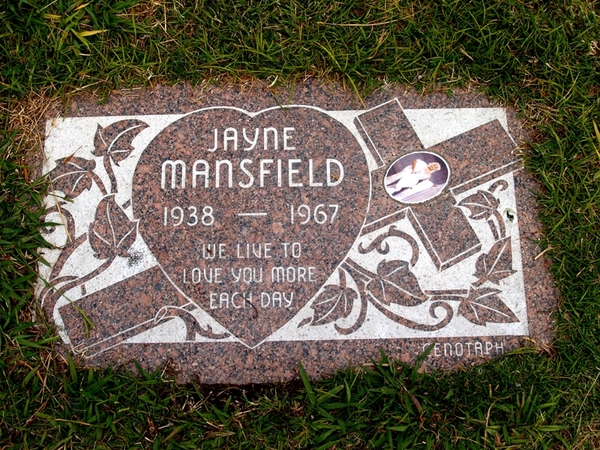 JAYNE
MANSFIELD
1938 — 1967
WE LIVE TO
LOVE YOU MORE
EACH DAY
CENOTAPH